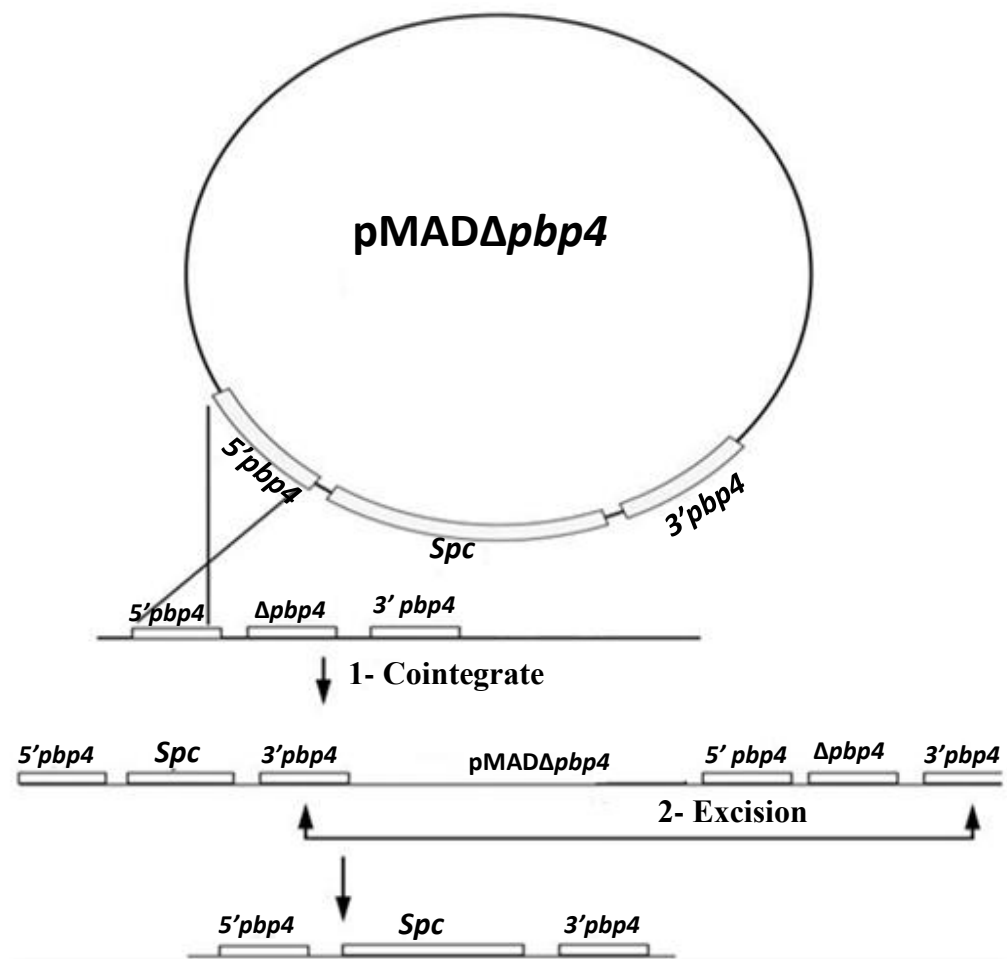 pMADΔpbp4
5'pbp4
Spc
3'pbp4
5'pbp4 Δpbp4 3' pbp4
1- Cointegrate
5'pbp4 Spc 3'pbp4 pMADΔpbp4 5' pbp4 Δpbp4 3'pbp4
2- Excision
5'pbp4 Spc 3'pbp4